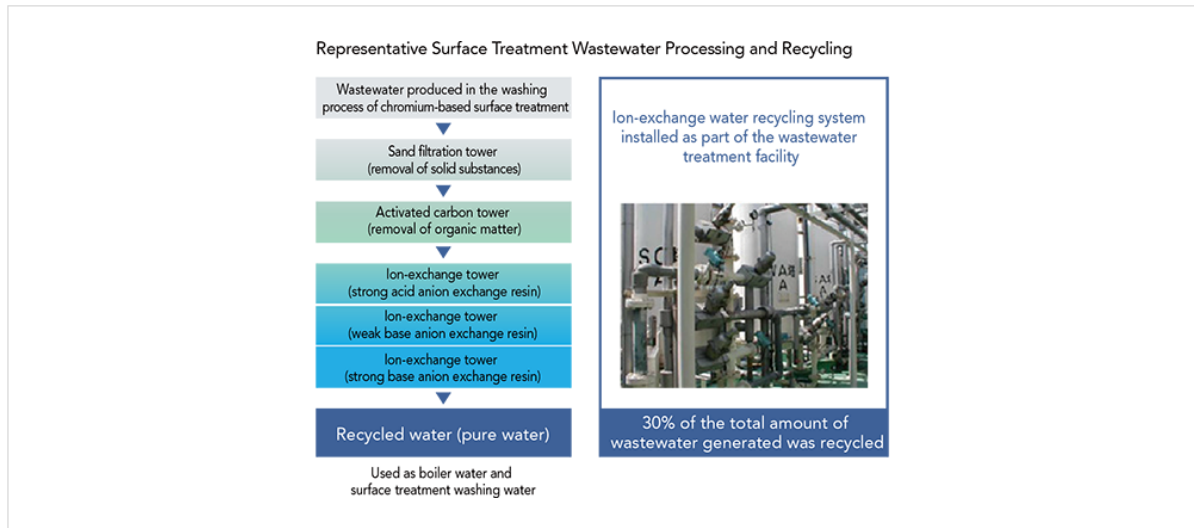 Representative Surface Treatment Wastewater Processing and Recycling
Wastewater produced in the washing
process of chromium-based surface treatment
Sand filtration tower
(removal of solid substances)
Activated carbon tower
(removal of organic matter)
Ion-exchange tower
(strong acid anion exchange resin)
Ion-exchange tower
(weak base anion exchange resin)
Ion-exchange tower
(strong base anion exchange resin)
Recycled water (pure water)
Used as boiler water and
surface treatment washing water
Ion-exchange water recycling system
installed as part of the wastewater
treatment facility
A
A
A
30% of the total amount of
wastewater generated was recycled